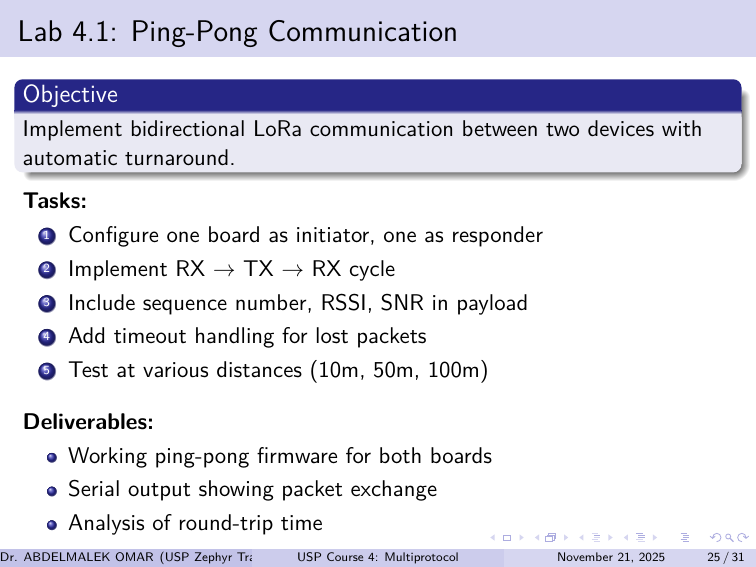 Lab 4.1: Ping-Pong Communication
Objective
Implement bidirectional LoRa communication between two devices with
automatic turnaround.
Tasks:
1 Configure one board as initiator, one as responder
2 Implement RX → TX → RX cycle
3 Include sequence number, RSSI, SNR in payload
4 Add timeout handling for lost packets
5 Test at various distances (10m, 50m, 100m)
Deliverables:
Working ping-pong firmware for both boards
Serial output showing packet exchange
Analysis of round-trip time
Dr. ABDELMALEK OMAR (USP Zephyr Tra USP Course 4: Multiprotocol November 21, 2025 25 / 31